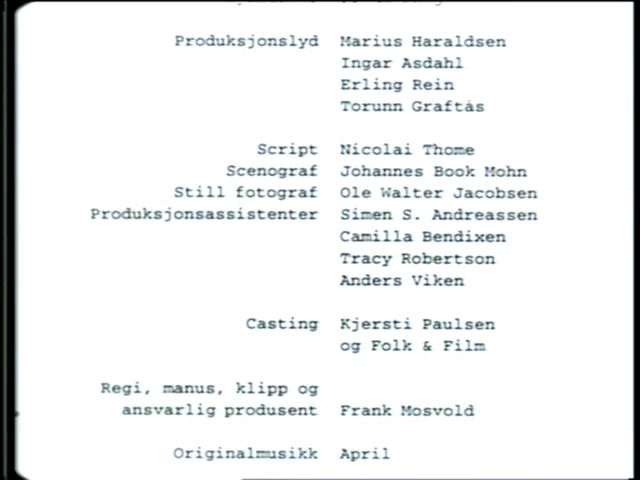 Produksjonslyd Marius Haraldsen
Ingar Asdahl
Erling Rein
Torunn Graftås
Script Nicolai Thome
Scenograf Johannes Book Mohn
Still fotograf Ole Walter Jacobsen
Produksjonsassistenter Simen S. Andreassen
Camilla Bendixen
Tracy Robertson
Anders Viken
Casting Kjersti Paulsen
og Folk & Film
Regi, manus, klipp og
ansvarlig produsent Frank Mosvold
Originalmusikk April